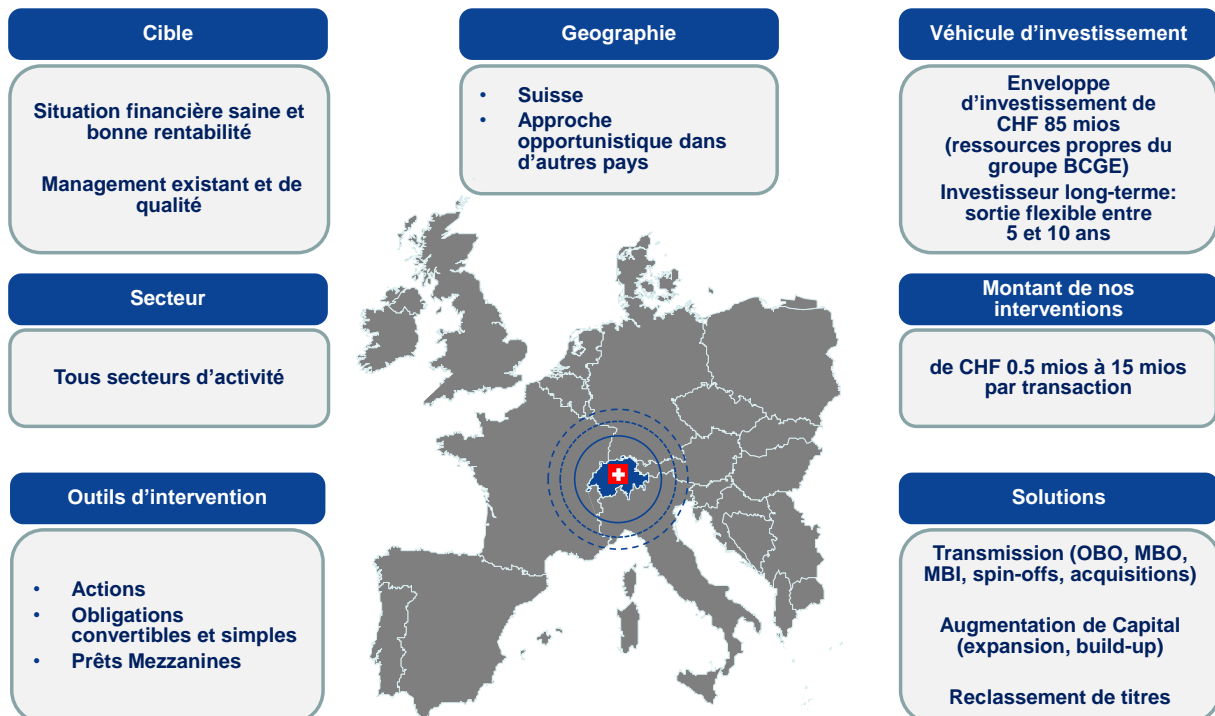 Cible
Situation financière saine et
bonne rentabilité
Management existant et de
qualité
Geographie
• Suisse
• Approche
opportunistique dans
d'autres pays
Véhicule d'investissement
Enveloppe
d'investissement de
CHF 85 mios
(ressources propres du
groupe BCGE)
Investisseur long-terme:
sortie flexible entre
5 et 10 ans
Secteur
Tous secteurs d'activité
Montant de nos
interventions
de CHF 0.5 mios à 15 mios
par transaction
Outils d'intervention
• Actions
• Obligations
convertibles et simples
• Prêts Mezzanines
Solutions
Transmission (OBO, MBO,
MBI, spin-offs, acquisitions)
Augmentation de Capital
(expansion, build-up)
Reclassement de titres